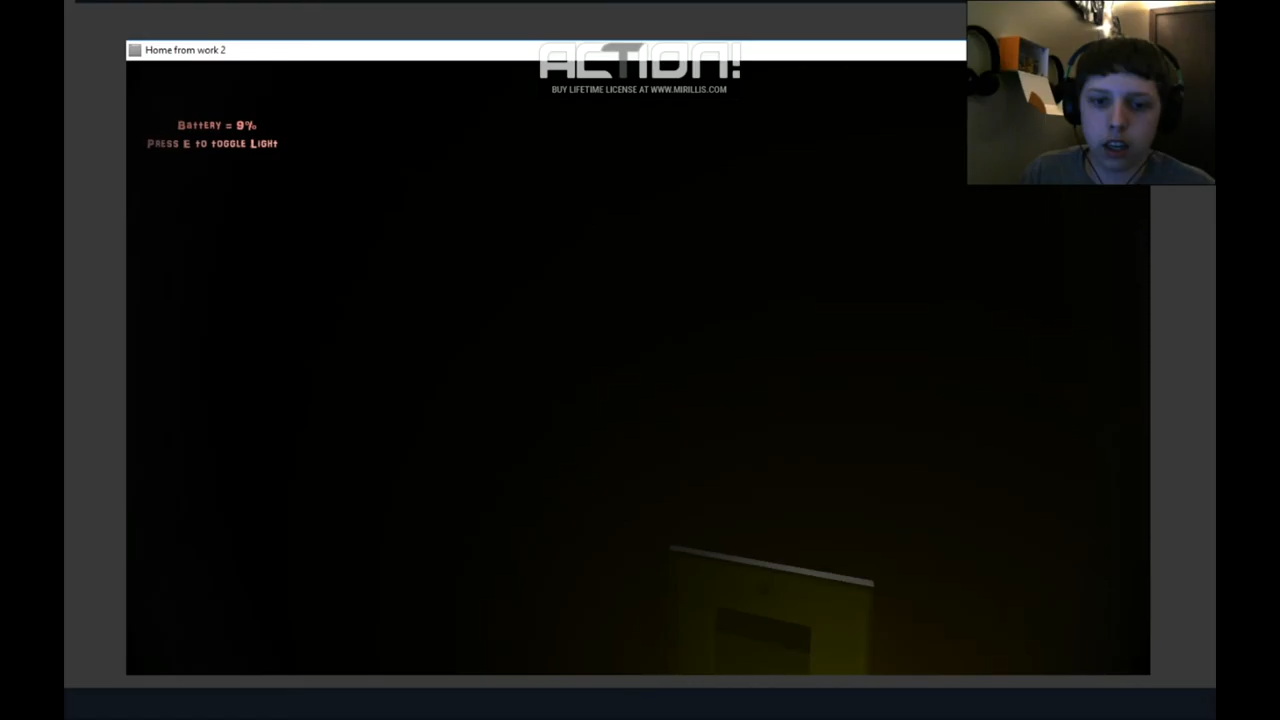 Home from work 2
ACTION!
BUY LIFETIME LICENSE AT WWW.MIRILLIS.COM
Battery = 9%
Press E to toggle Light